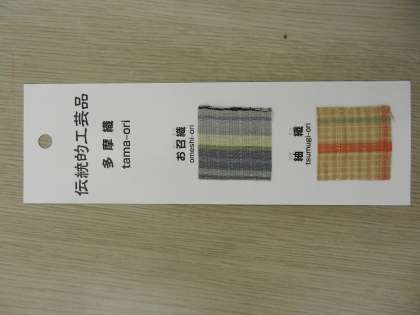 伝統的工芸品
多摩織
tama-ori
お召織
omeshi-ori
紬織
tsumugi-ori